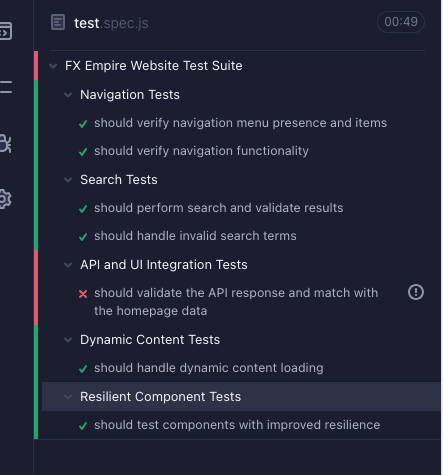 test.spec.js 00:49
FX Empire Website Test Suite
Navigation Tests
should verify navigation menu presence and items
should verify navigation functionality
Search Tests
should perform search and validate results
should handle invalid search terms
API and UI Integration Tests
should validate the API response and match with
the homepage data
Dynamic Content Tests
should handle dynamic content loading
Resilient Component Tests
should test components with improved resilience